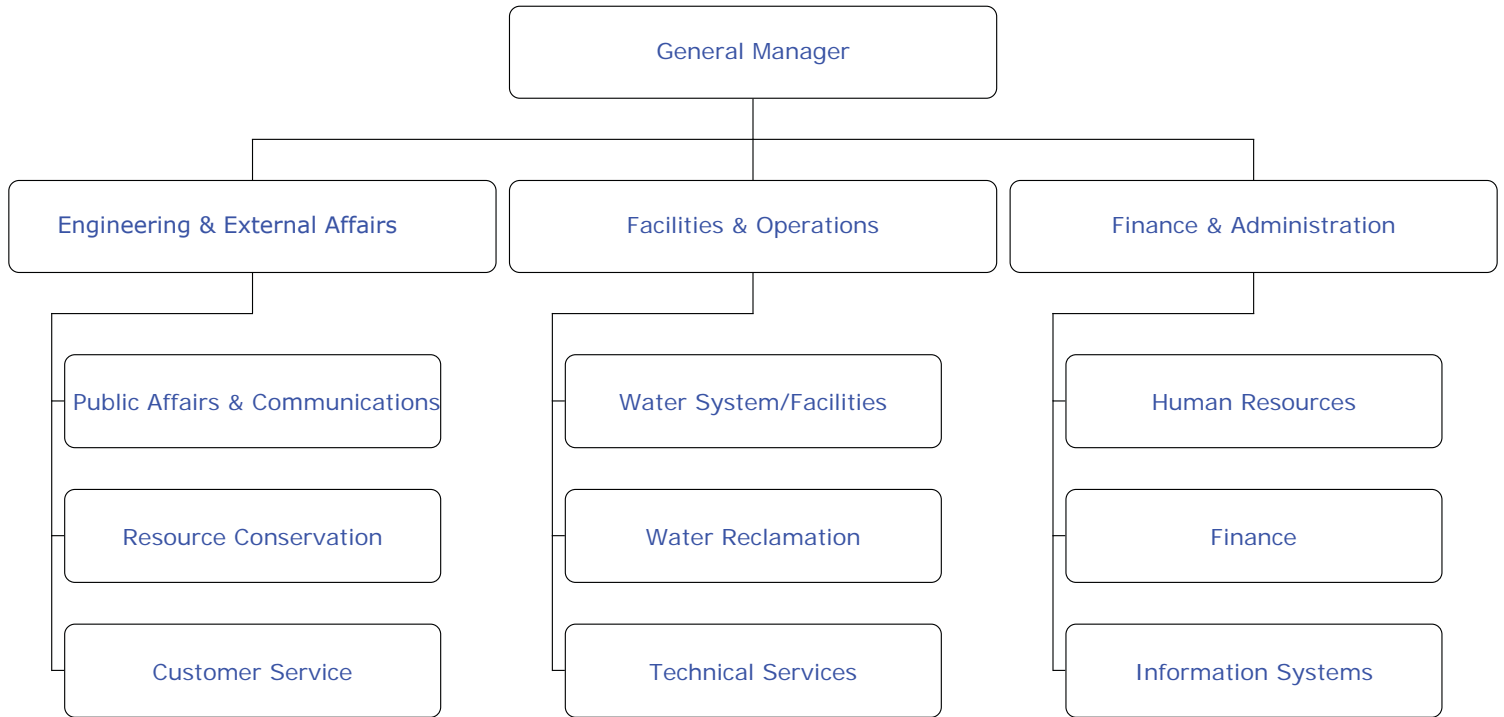 General Manager
Engineering & External Affairs
Facilities & Operations
Finance & Administration
Public Affairs & Communications
Water System/Facilities
Human Resources
Resource Conservation
Water Reclamation
Finance
Customer Service
Technical Services
Information Systems